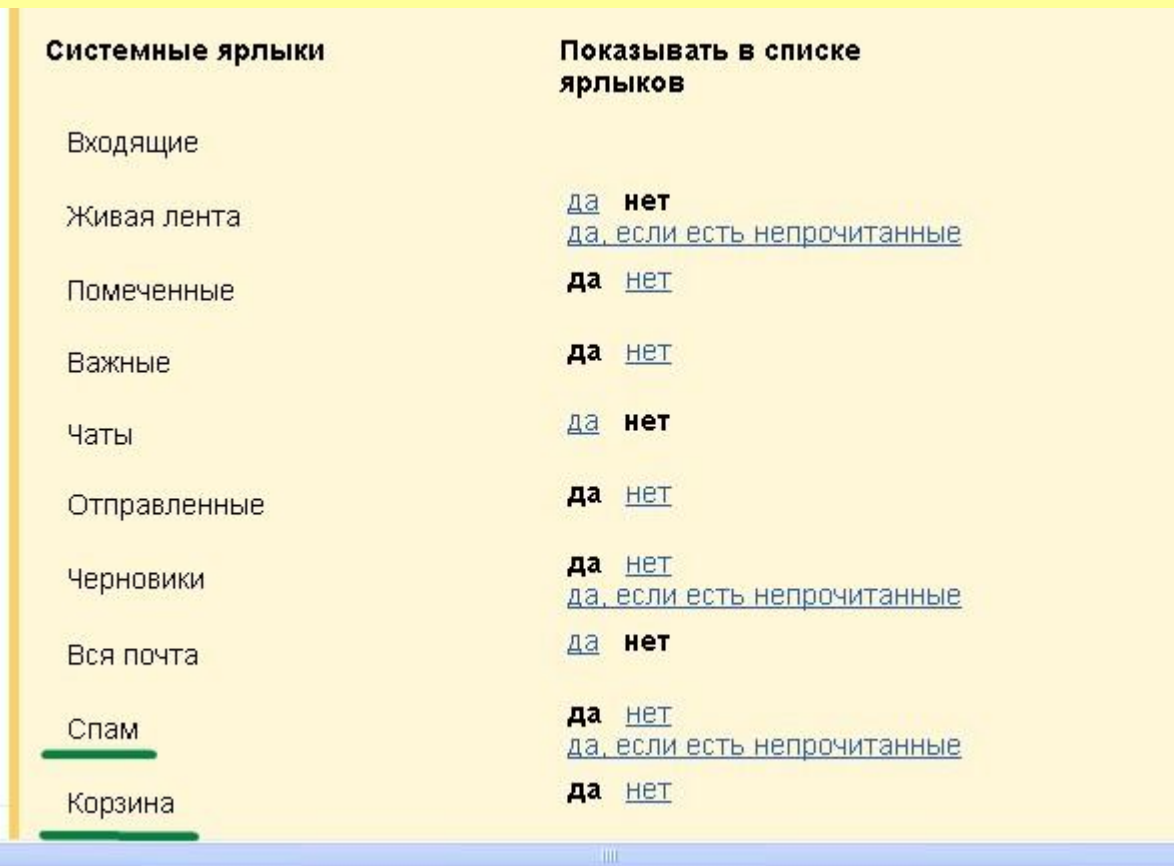 Системные ярлыки Показывать в списке
ярлыков
Входящие
Живая лента да нет
да, если есть непрочитанные
Помеченные да нет
Важные да нет
Чаты да нет
Отправленные да нет
Черновики да нет
да, если есть непрочитанные
Вся почта да нет
Спам да нет
да, если есть непрочитанные
Корзина да нет